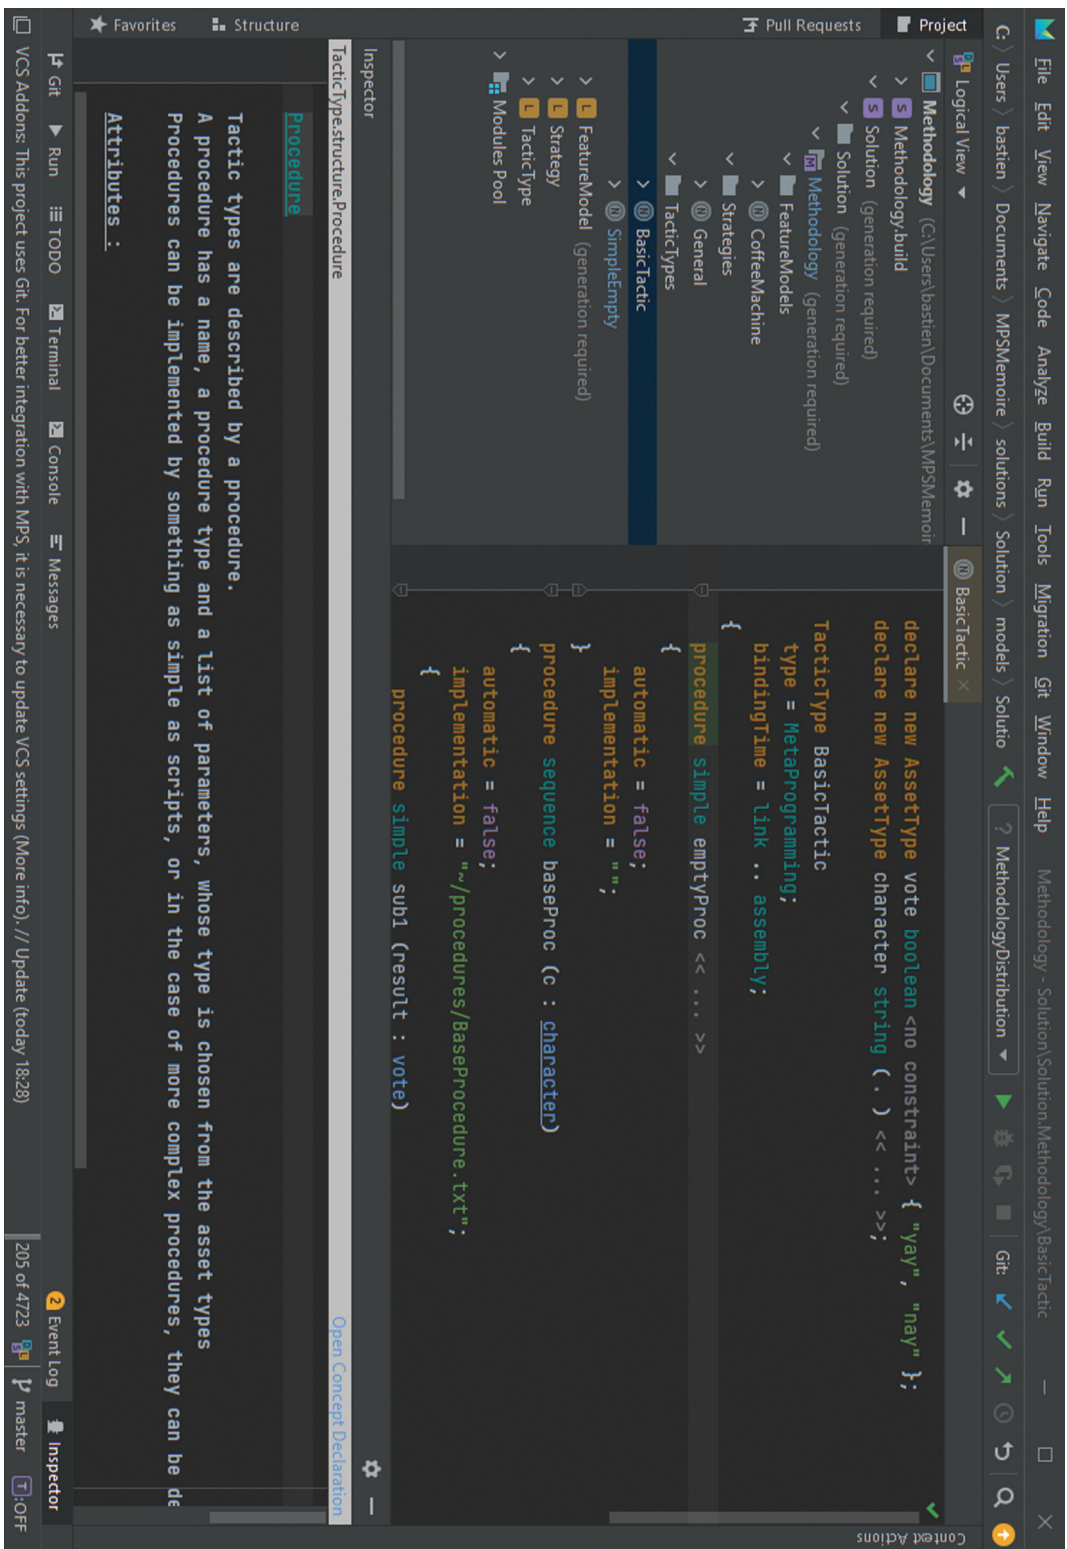 File Edit View Navigate Code Analyze Build Run Tools Migration Git Window Help Methodology - Solution\Solution.Methodology\BasicTactic
C: Users bastien Documents MPSMemoire solutions Solution models Solutio MethodologyDistribution Git:
Project
Pull Requests
Structure
Favorites
Logical View
Methodology (C:\Users\bastien\Documents\MPSMemoir
Methodology.build
Solution (generation required)
Solution (generation required)
Methodology (generation required)
FeatureModels
CoffeeMachine
Strategies
General
TacticTypes
BasicTactic
SimpleEmpty
FeatureModel (generation required)
Strategy
TacticType
Modules Pool
BasicTactic
declare new AssetType vote boolean <no constraint> { "yay", "nay" };
declare new AssetType character string ( . ) << ... >>;
TacticType BasicTactic
type = MetaProgramming;
bindingTime = link .. assembly;
{
procedure simple emptyProc << ... >>
{
automatic = false;
implementation = "";
}
procedure sequence baseProc (c : character)
{
automatic = false;
implementation = "~/procedures/BaseProcedure.txt";
{
procedure simple sub1 (result : vote)
Context Actions
Inspector
TacticType.structure.Procedure Open Concept Declaration
Procedure
Tactic types are described by a procedure.
A procedure has a name, a procedure type and a list of parameters, whose type is chosen from the asset types
Procedures can be implemented by something as simple as scripts, or in the case of more complex procedures, they can be de
Attributes :
Git Run TODO Terminal Console Messages 2 Event Log Inspector
VCS Addons: This project uses Git. For better integration with MPS, it is necessary to update VCS settings (More info). // Update (today 18:28) 205 of 4723 master T :OFF